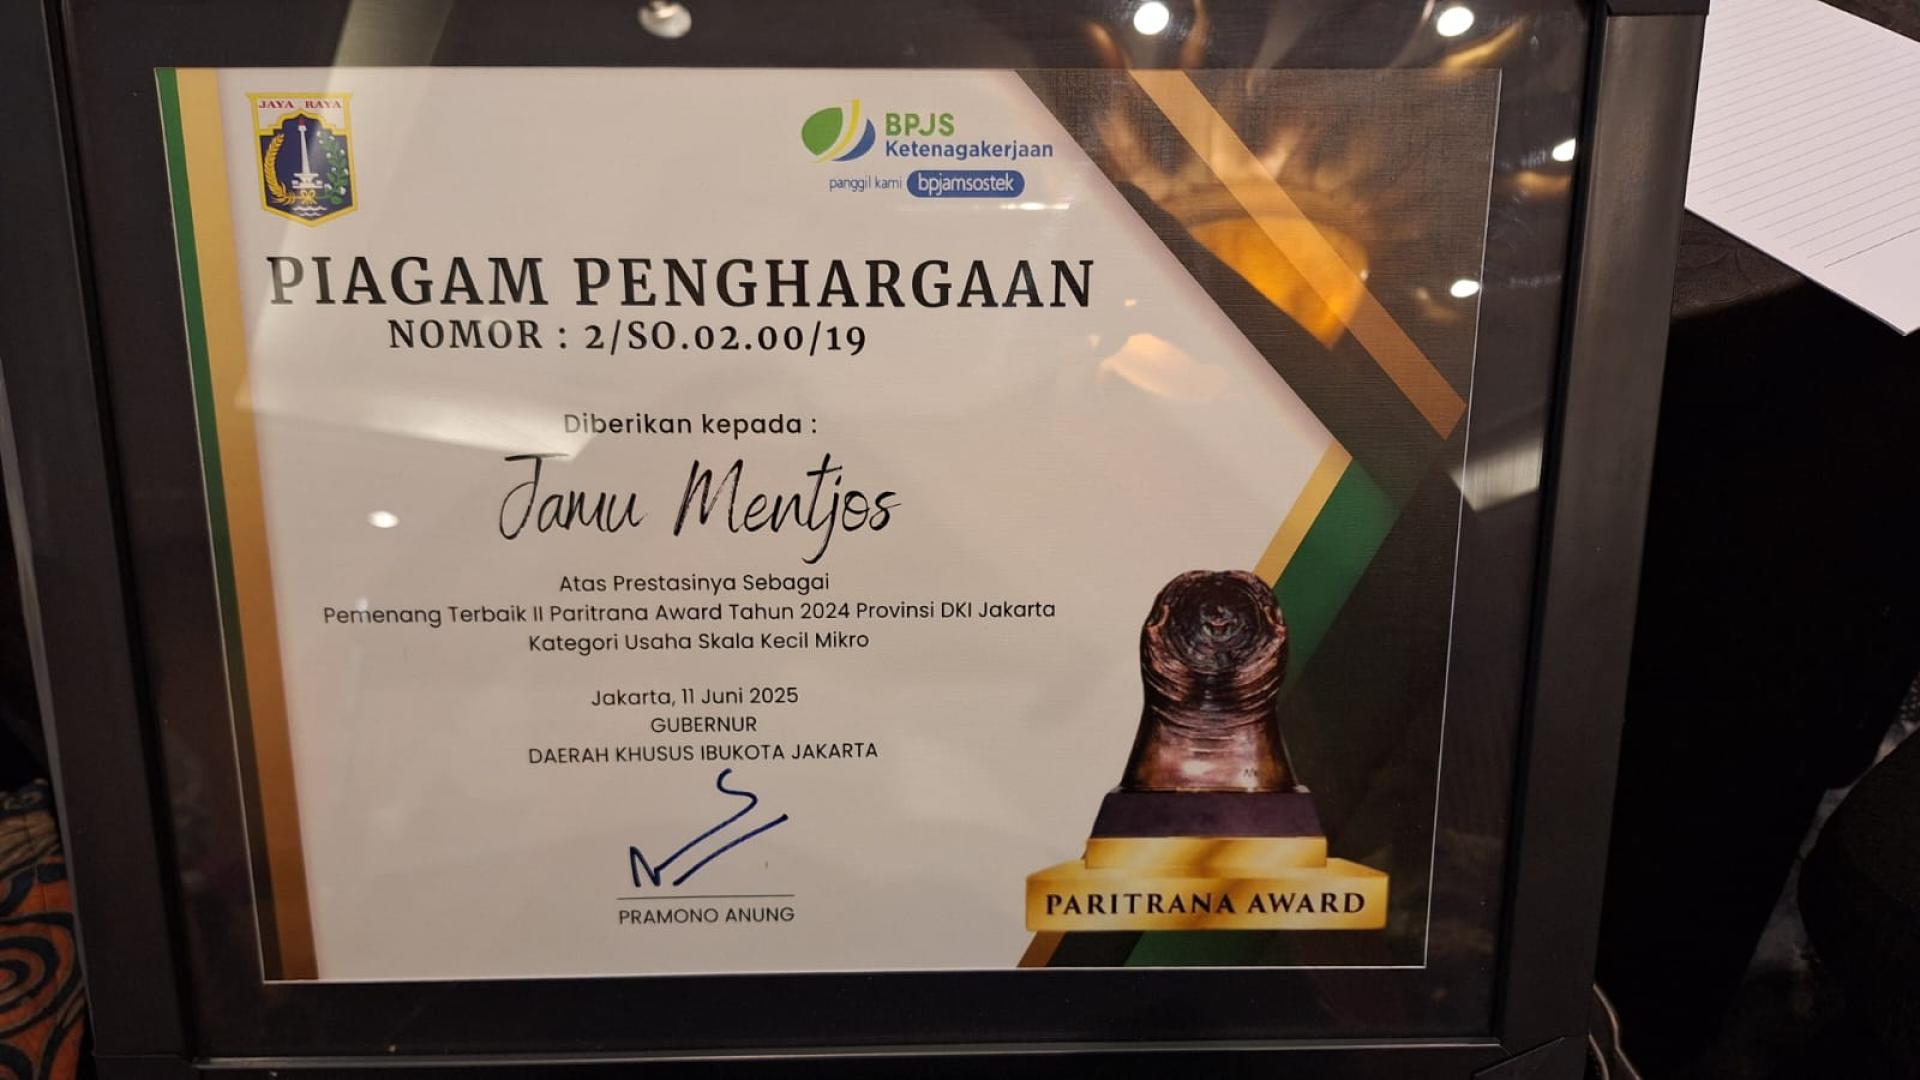 JAYA RAYA
BPJS
Ketenagakerjaan
panggil kami bpjamsostek
PIAGAM PENGHARGAAN
NOMOR : 2/SO.02.00/19
Diberikan kepada :
Jamu Mentjos
Atas Prestasinya Sebagai
Pemenang Terbaik II Paritrana Award Tahun 2024 Provinsi DKI Jakarta
Kategori Usaha Skala Kecil Mikro
Jakarta, 11 Juni 2025
GUBERNUR
DAERAH KHUSUS IBUKOTA JAKARTA
PRAMONO ANUNG
PARITRANA AWARD